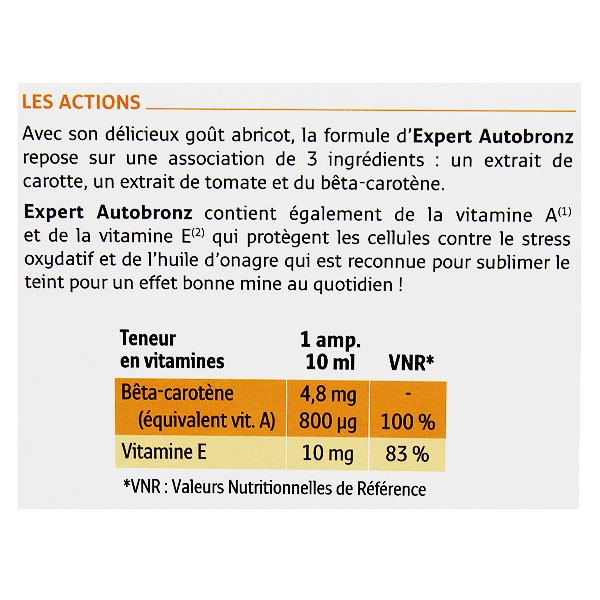 LES ACTIONS
Avec son délicieux goût abricot, la formule d'Expert Autobronz
repose sur une association de 3 ingrédients : un extrait de
carotte, un extrait de tomate et du bêta-carotène.
Expert Autobronz contient également de la vitamine A(1)
et de la vitamine E(2) qui protègent les cellules contre le stress
oxydatif et de l'huile d'onagre qui est reconnue pour sublimer le
teint pour un effet bonne mine au quotidien !
Teneur 1 amp.
en vitamines 10 ml VNR*
Bêta-carotène 4,8 mg -
(équivalent vit. A) 800 µg 100 %
Vitamine E 10 mg 83 %
*VNR : Valeurs Nutritionnelles de Référence